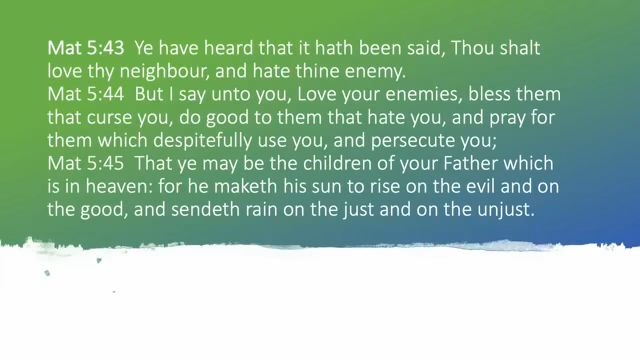 Mat 5:43  Ye have heard that it hath been said, Thou shalt
love thy neighbour, and hate thine enemy.
Mat 5:44  But I say unto you, Love your enemies, bless them
that curse you, do good to them that hate you, and pray for
them which despitefully use you, and persecute you;
Mat 5:45  That ye may be the children of your Father which
is in heaven: for he maketh his sun to rise on the evil and on
the good, and sendeth rain on the just and on the unjust.